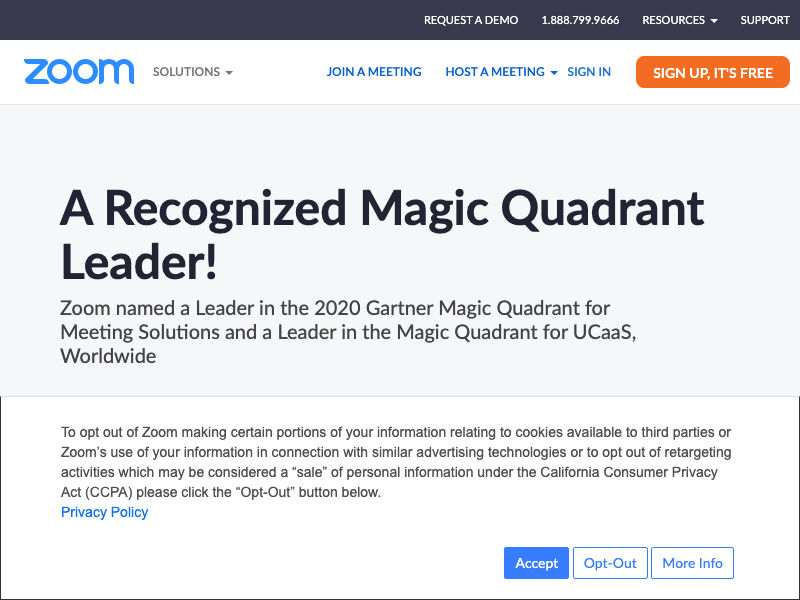 REQUEST A DEMO 1.888.799.9666 RESOURCES SUPPORT
zoom SOLUTIONS JOIN A MEETING HOST A MEETING SIGN IN SIGN UP, IT'S FREE
A Recognized Magic Quadrant
Leader!
Zoom named a Leader in the 2020 Gartner Magic Quadrant for
Meeting Solutions and a Leader in the Magic Quadrant for UCaaS,
Worldwide
To opt out of Zoom making certain portions of your information relating to cookies available to third parties or
Zoom's use of your information in connection with similar advertising technologies or to opt out of retargeting
activities which may be considered a “sale” of personal information under the California Consumer Privacy
Act (CCPA) please click the “Opt-Out” button below.
Privacy Policy
Accept Opt-Out More Info